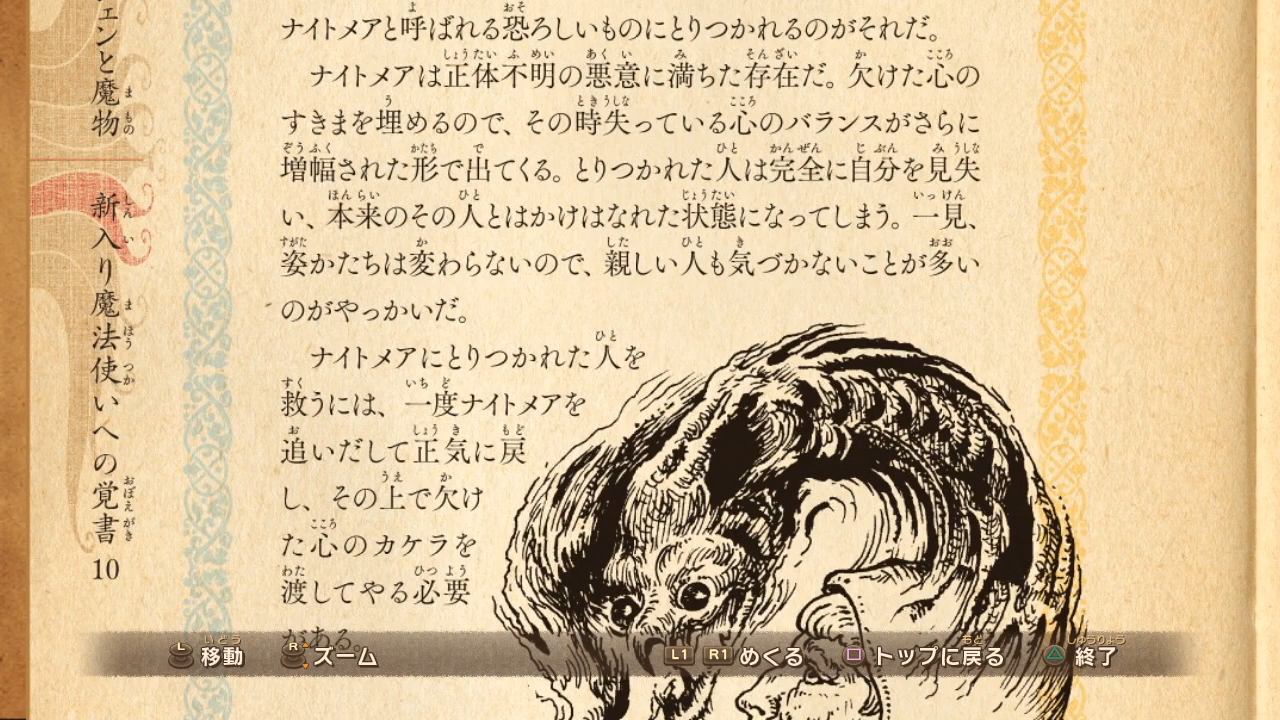 ェンと魔物
新入り魔法使いへの覚書
10
ナイトメアと呼ばれる恐ろしいものにとりつかれるのがそれだ。
ナイトメアは正体不明の悪意に満ちた存在だ。欠けた心の
すきまを埋めるので、その時失っている心のバランスがさらに
増幅された形で出てくる。とりつかれた人は完全に自分を見失
い、本来のその人とはかけはなれた状態になってしまう。一見、
姿かたちは変わらないので、親しい人も気づかないことが多い
のがやっかいだ。
ナイトメアにとりつかれた人を
救うには、一度ナイトメアを
追いだして正気に戻
し、その上で欠け
た心のカケラを
渡してやる必要
がある。
L 移動 R ズーム L1 R1 めくる トップに戻る 終了